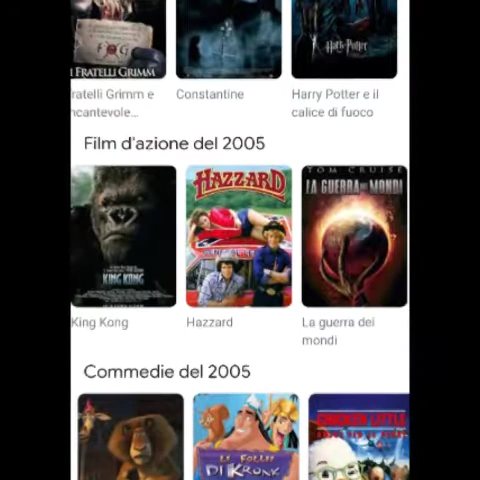 I FRATELLI GRIMM
Harry Potter
ratelli Grimm e
ncantevole...
Constantine
Harry Potter e il
calice di fuoco
Film d'azione del 2005
KING KONG
HAZZARD
TOM CRUISE
LA GUERRA DEI MONDI
King Kong
Hazzard
La guerra dei
mondi
Commedie del 2005
LE FOLLIE
DI KRONK
CHICKEN LITTLE